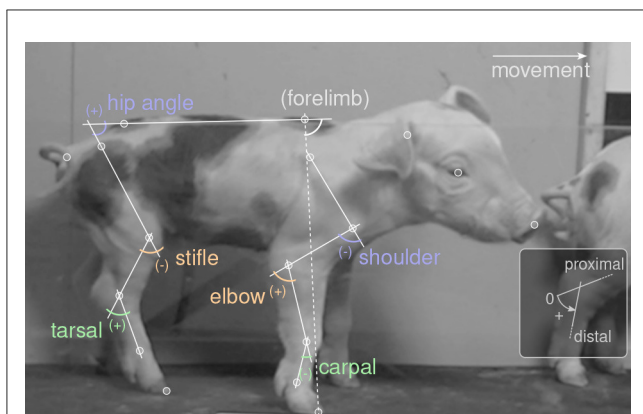 movement
(+) hip angle
(forelimb)
(-) stifle
(-) shoulder
elbow (+)
tarsal (+)
(-) carpal
proximal
0
+
distal